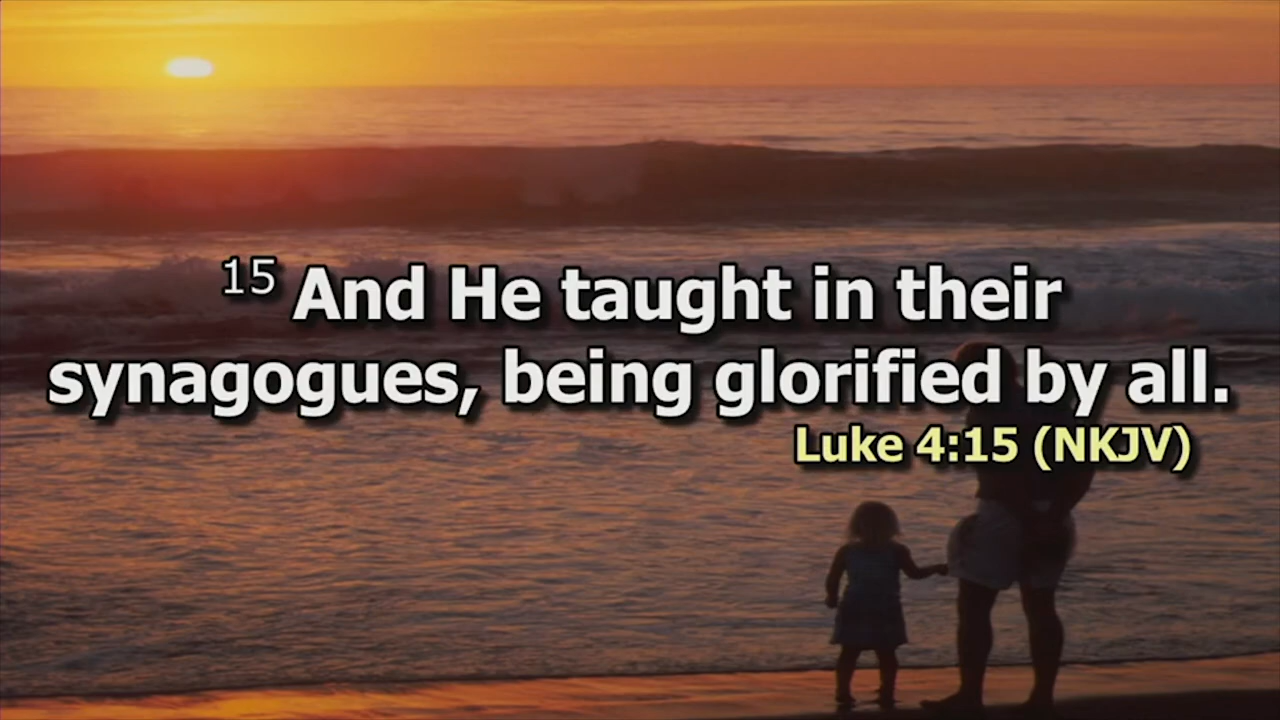 15 And He taught in their
synagogues, being glorified by all.
Luke 4:15 (NKJV)